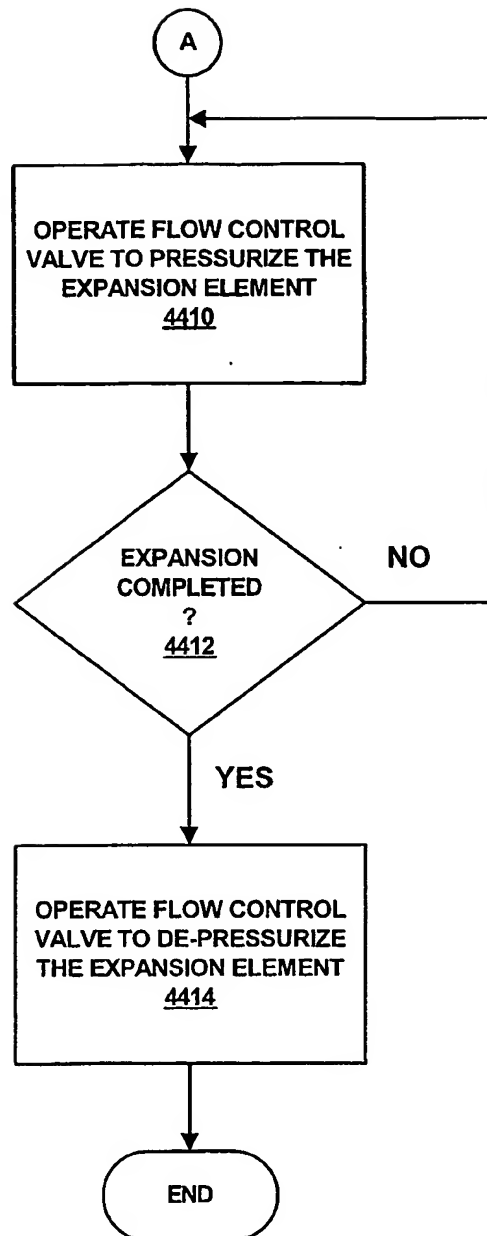 A
OPERATE FLOW CONTROL
VALVE TO PRESSURIZE THE
EXPANSION ELEMENT
4410
EXPANSION
COMPLETED
?
4412
NO
YES
OPERATE FLOW CONTROL
VALVE TO DE-PRESSURIZE
THE EXPANSION ELEMENT
4414
END